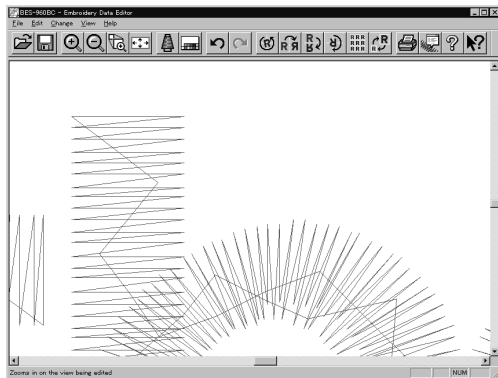 BES-960BC - Embroidery Data Editor
File Edit Change View Help
Zooms in on the view being edited
NUM